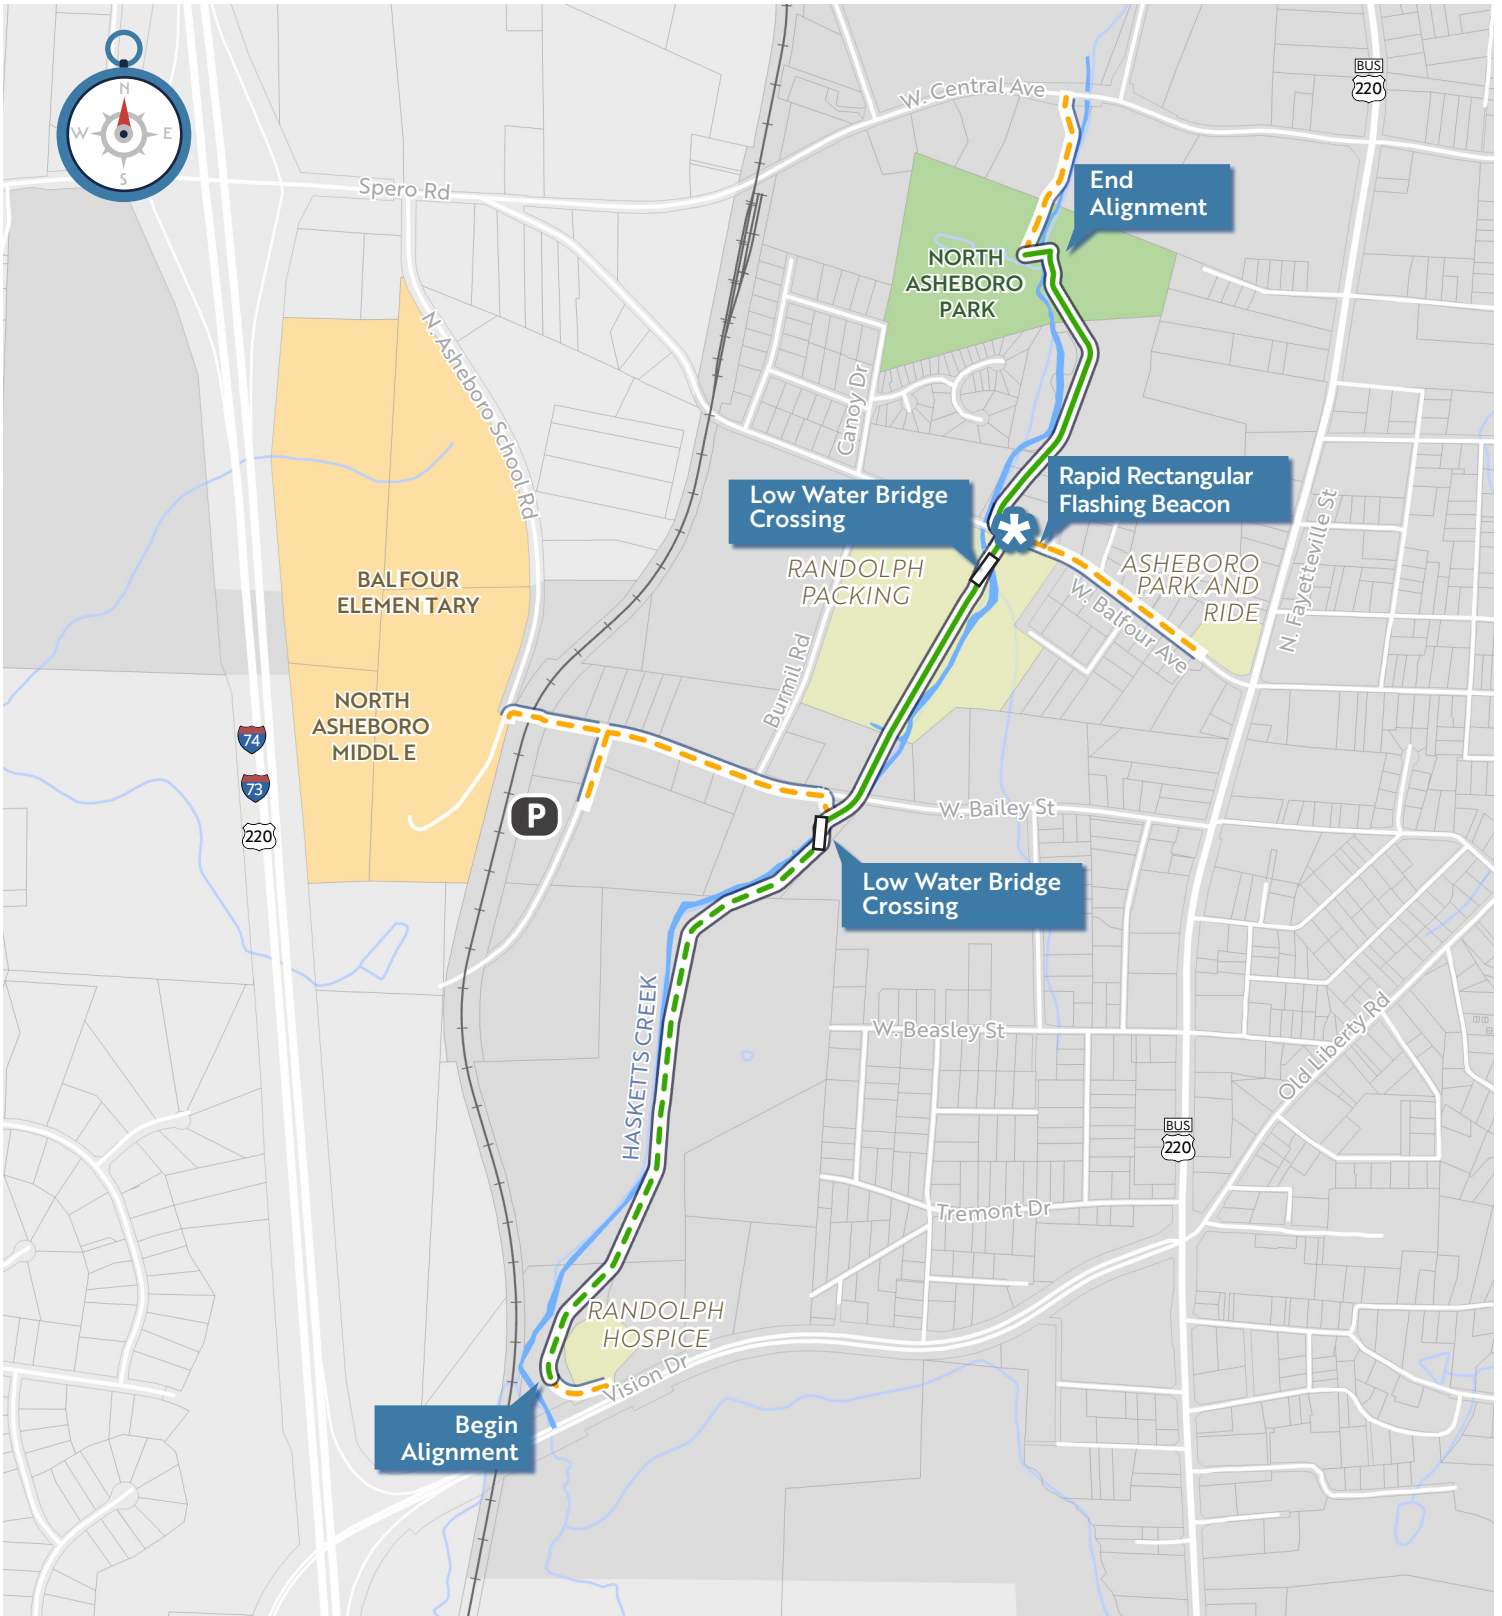 BUS
220
W. Central Ave
N
W
E
S
End
Alignment
Spero Rd
NORTH
ASHEBORO
PARK
N. Asheboro School Rd
Canoy Dr
Rapid Rectangular
Flashing Beacon
Low Water Bridge
Crossing
*
N. Fayetteville St
RANDOLPH
PACKING
ASHEBORO
PARK AND
RIDE
BALFOUR
ELEMEN TARY
W. Balfour Ave
Burmil Rd
NORTH
ASHEBORO
MIDDLE
74
73
220
P
W. Bailey St
Low Water Bridge
Crossing
HASKETTS CREEK
W. Beasley St
Old Liberty Rd
BUS
220
Tremont Dr
RANDOLPH
HOSPICE
Vision Dr
Begin
Alignment